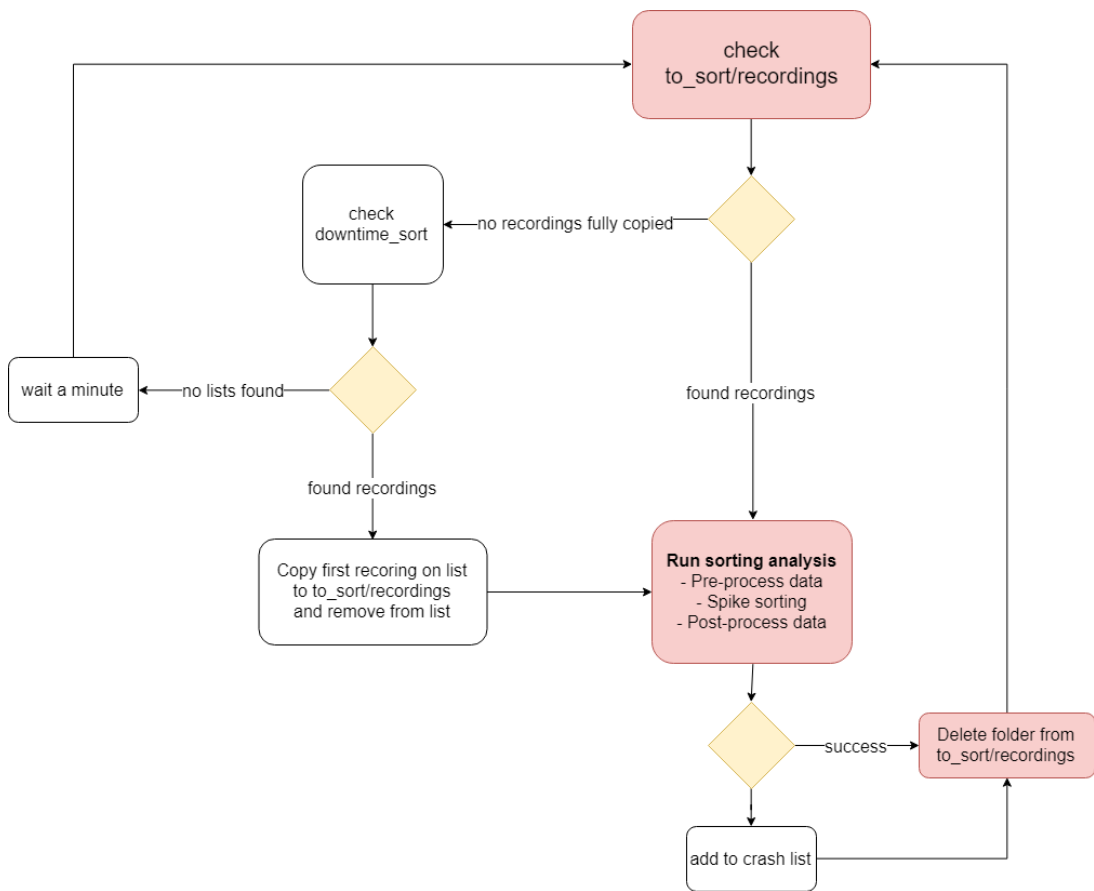 check
to_sort/recordings
check
downtime_sort
no recordings fully copied
wait a minute
no lists found
found recordings
found recordings
Copy first recoring on list
to to_sort/recordings
and remove from list
Run sorting analysis
- Pre-process data
- Spike sorting
- Post-process data
success
Delete folder from
to_sort/recordings
add to crash list